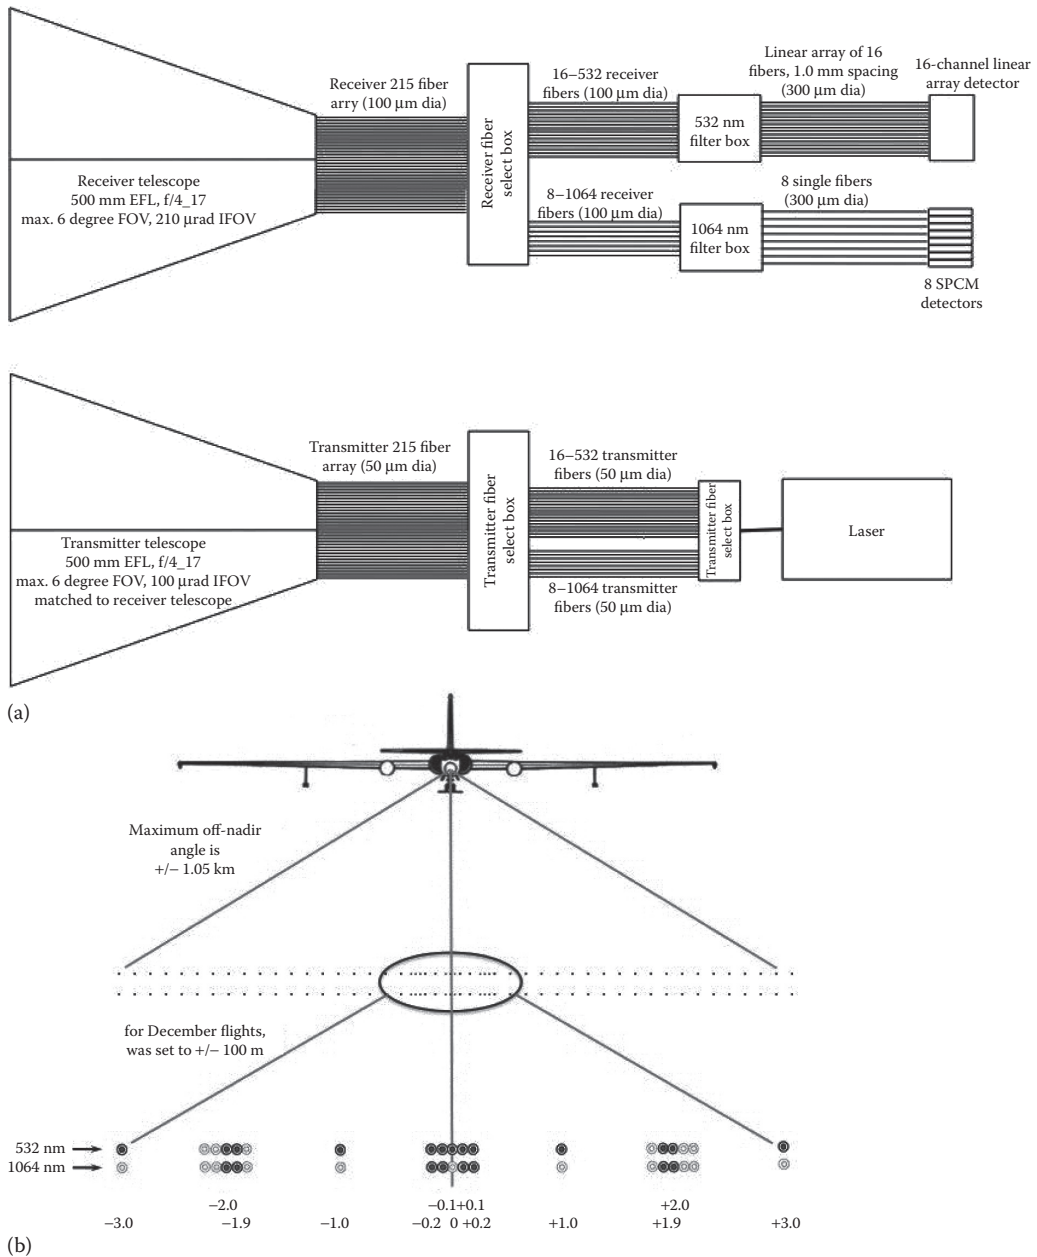 Receiver 215 fiber
arry (100 μm dia)
Receiver fiber
select box
16–532 receiver
fibers (100 μm dia)
532 nm
filter box
Linear array of 16
fibers, 1.0 mm spacing
(300 μm dia)
16-channel linear
array detector
Receiver telescope
500 mm EFL, f/4_17
max. 6 degree FOV, 210 μrad IFOV
8–1064 receiver
fibers (100 μm dia)
1064 nm
filter box
8 single fibers
(300 μm dia)
8 SPCM
detectors
Transmitter 215 fiber
array (50 μm dia)
Transmitter fiber
select box
16–532 transmitter
fibers (50 μm dia)
Transmitter fiber
select box
Laser
Transmitter telescope
500 mm EFL, f/4_17
max. 6 degree FOV, 100 μrad IFOV
matched to receiver telescope
8–1064 transmitter
fibers (50 μm dia)
(a)
Maximum off-nadir
angle is
+/− 1.05 km
for December flights,
was set to +/− 100 m
532 nm
1064 nm
−2.0 −0.1+0.1 +2.0
−3.0 −1.9 −1.0 −0.2 0 +0.2 +1.0 +1.9 +3.0
(b)